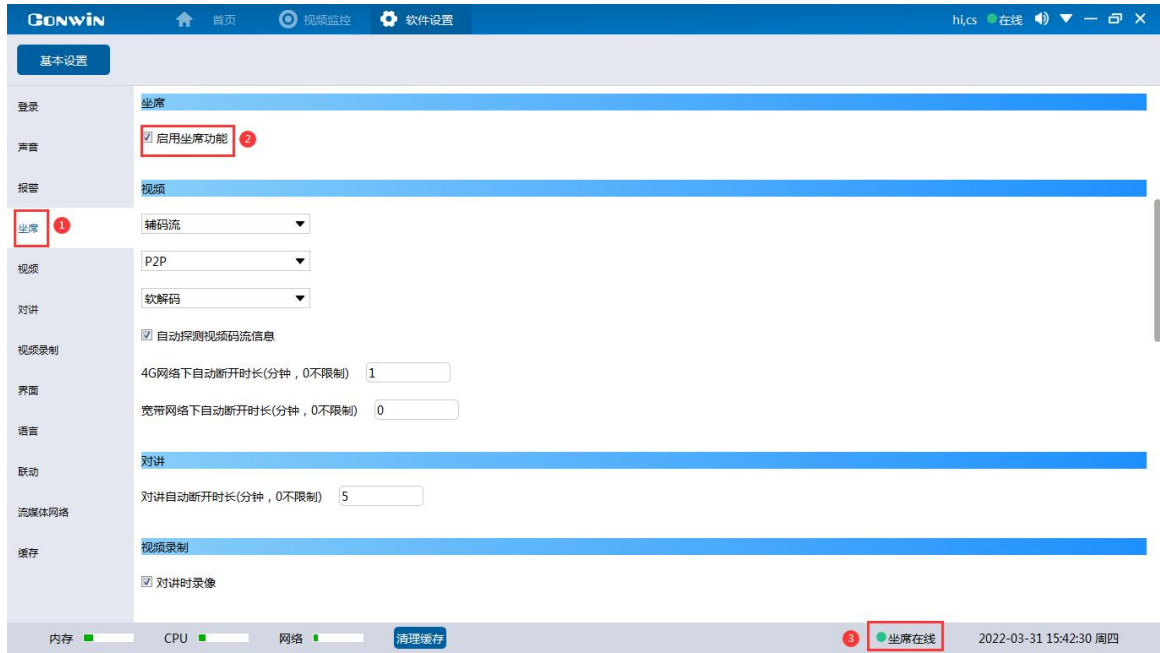 CONWIN 首页 视频监控 软件设置 hi,cs 在线
基本设置
登录
声音
报警
坐席 1
视频
对讲
视频录制
界面
语言
联动
流媒体网络
缓存
坐席
启用坐席功能 2
视频
辅码流
P2P
软解码
自动探测视频码流信息
4G网络下自动断开时长(分钟，0不限制) 1
宽带网络下自动断开时长(分钟，0不限制) 0
对讲
对讲自动断开时长(分钟，0不限制) 5
视频录制
对讲时录像
内存 CPU 网络 清理缓存 3 坐席在线 2022-03-31 15:42:30 周四